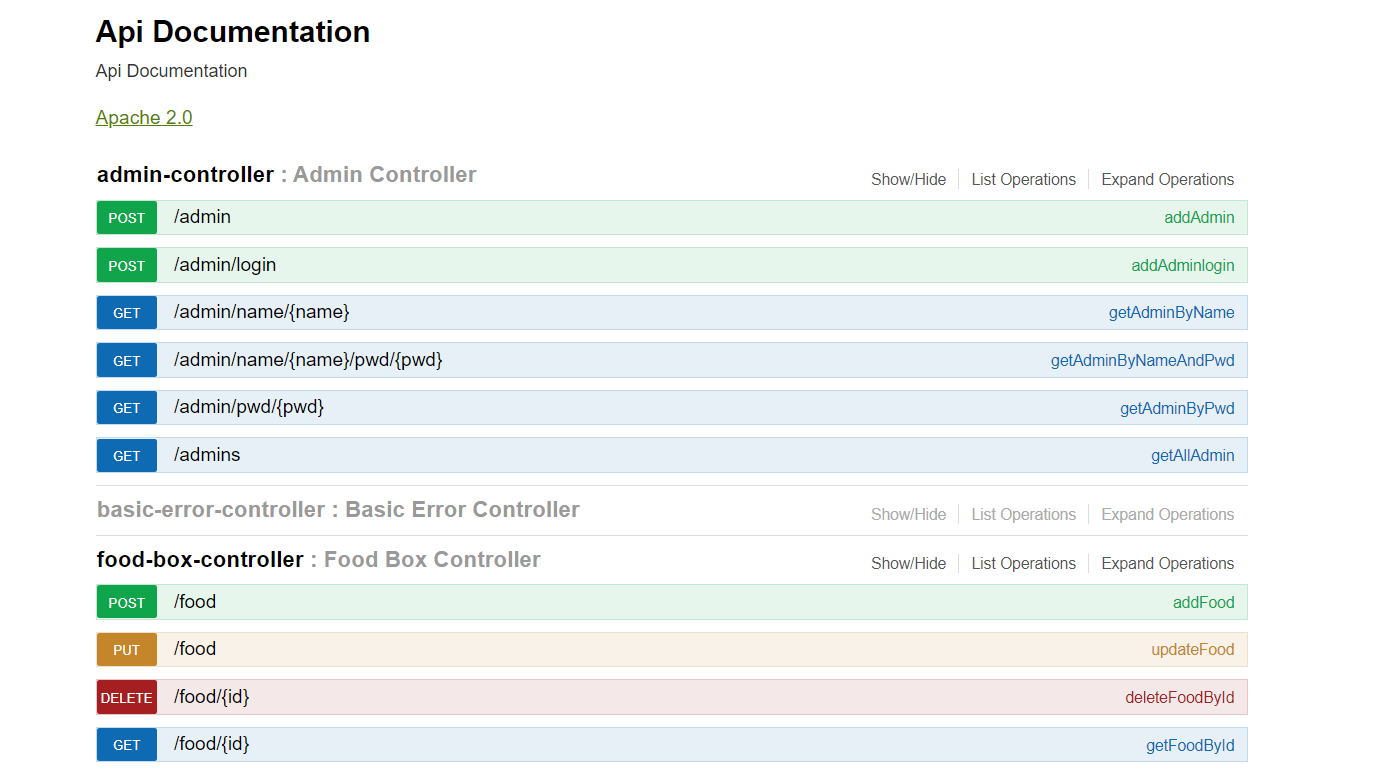 Api Documentation
Api Documentation
Apache 2.0
admin-controller : Admin Controller Show/Hide List Operations Expand Operations
POST /admin addAdmin
POST /admin/login addAdminlogin
GET /admin/name/{name} getAdminByName
GET /admin/name/{name}/pwd/{pwd} getAdminByNameAndPwd
GET /admin/pwd/{pwd} getAdminByPwd
GET /admins getAllAdmin
basic-error-controller : Basic Error Controller Show/Hide List Operations Expand Operations
food-box-controller : Food Box Controller Show/Hide List Operations Expand Operations
POST /food addFood
PUT /food updateFood
DELETE /food/{id} deleteFoodById
GET /food/{id} getFoodById